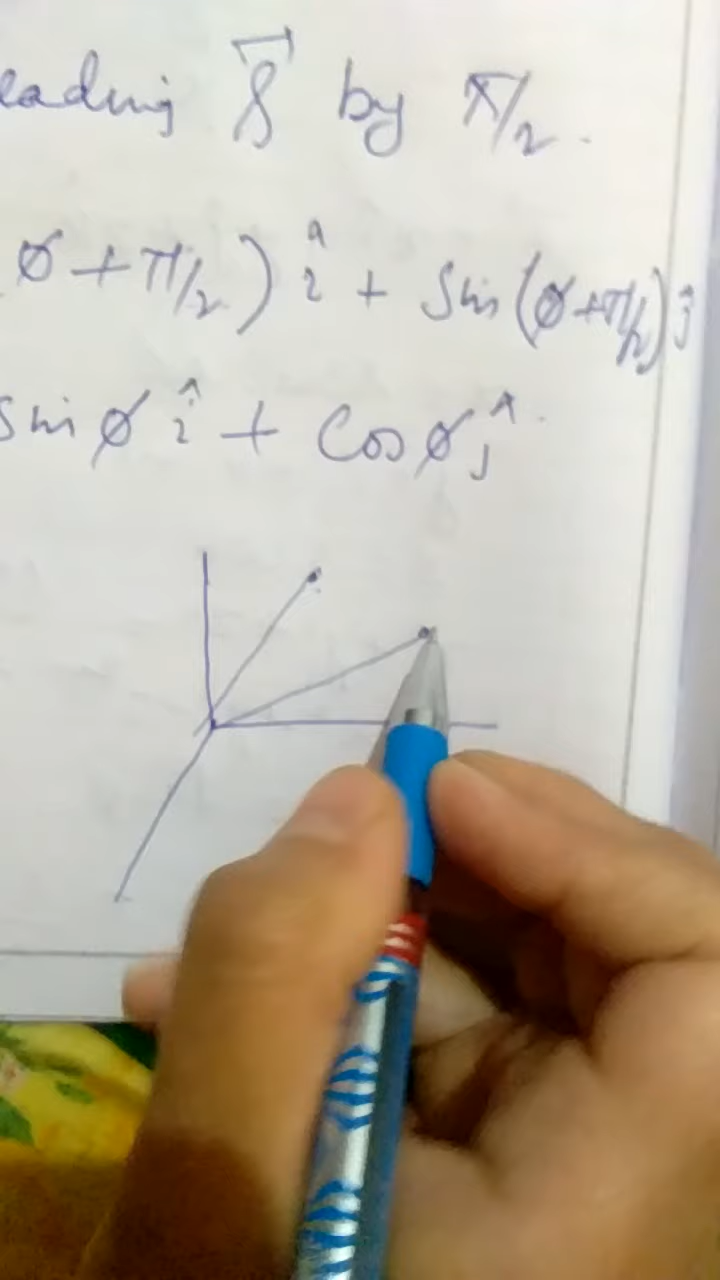 leading S⃗ by π/2.
φ + π/2) î + Sin (φ+π/2) ĵ
Sin φ î + Cos φ ĵ